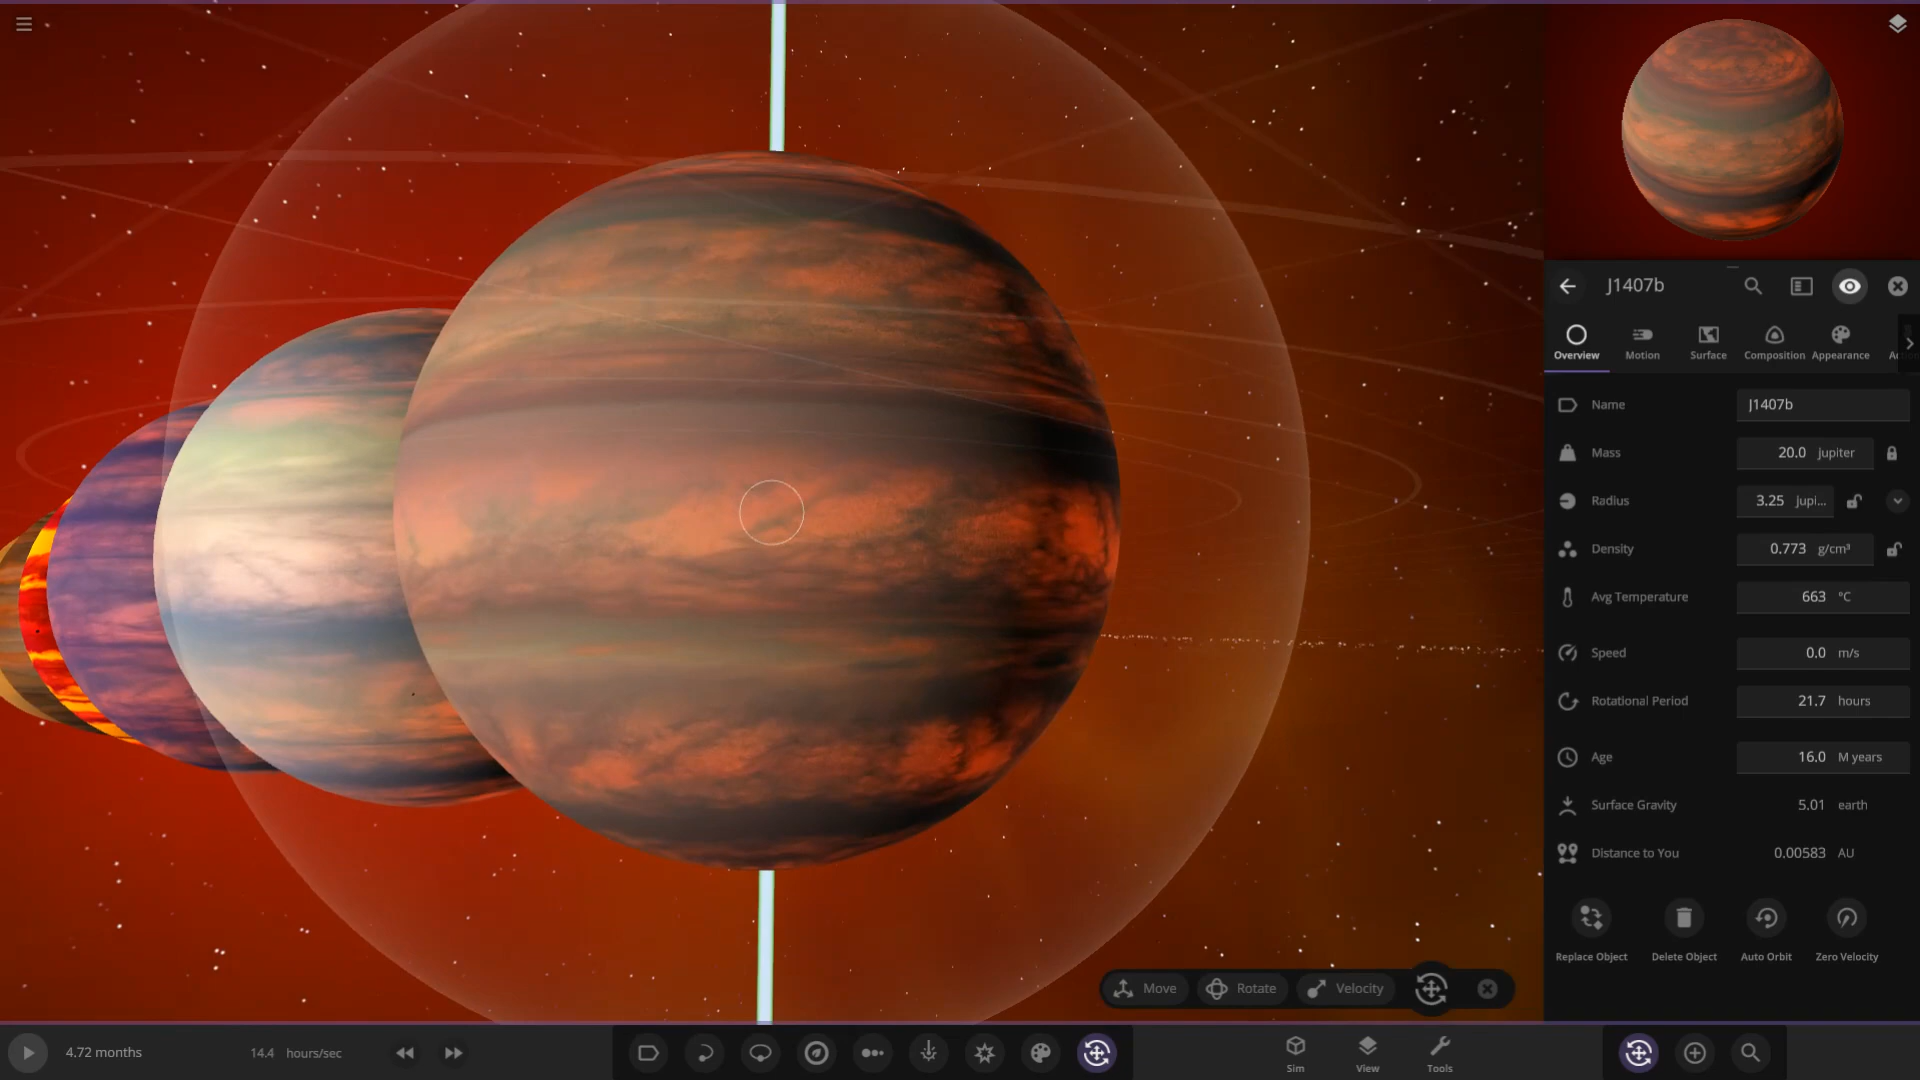 J1407b
Overview
Motion
Surface
Composition
Appearance
Name
J1407b
Mass
20.0 jupiter
Radius
3.25 jupi...
Density
0.773 g/cm³
Avg Temperature
663 °C
Speed
0.0 m/s
Rotational Period
21.7 hours
Age
16.0 M years
Surface Gravity
5.01 earth
Distance to You
0.00583 AU
Replace Object
Delete Object
Auto Orbit
Zero Velocity
Move
Rotate
Velocity
4.72 months
14.4 hours/sec
Sim
View
Tools